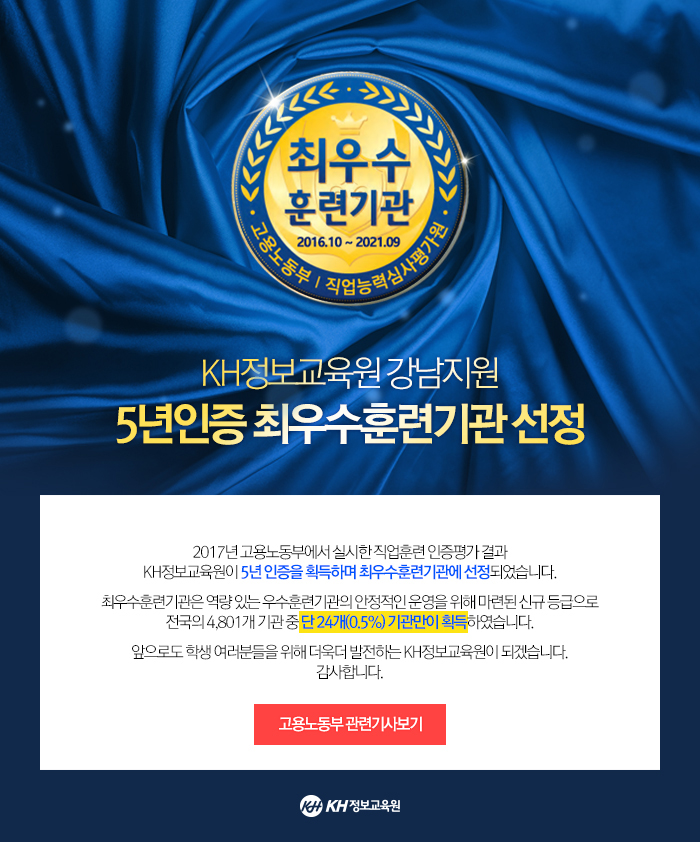 최우수
훈련기관
2016.10 ~ 2021.09
고용노동부 | 직업능력심사평가원
KH정보교육원 강남지원
5년인증 최우수훈련기관 선정
2017년 고용노동부에서 실시한 직업훈련 인증평가 결과
KH정보교육원이 5년 인증을 획득하며 최우수훈련기관에 선정되었습니다.
최우수훈련기관은 역량 있는 우수훈련기관의 안정적인 운영을 위해 마련된 신규 등급으로
전국의 4,801개 기관 중 단 24개(0.5%) 기관만이 획득하였습니다.
앞으로도 학생 여러분들을 위해 더욱더 발전하는 KH정보교육원이 되겠습니다.
감사합니다.
고용노동부 관련기사보기
KH KH 정보교육원